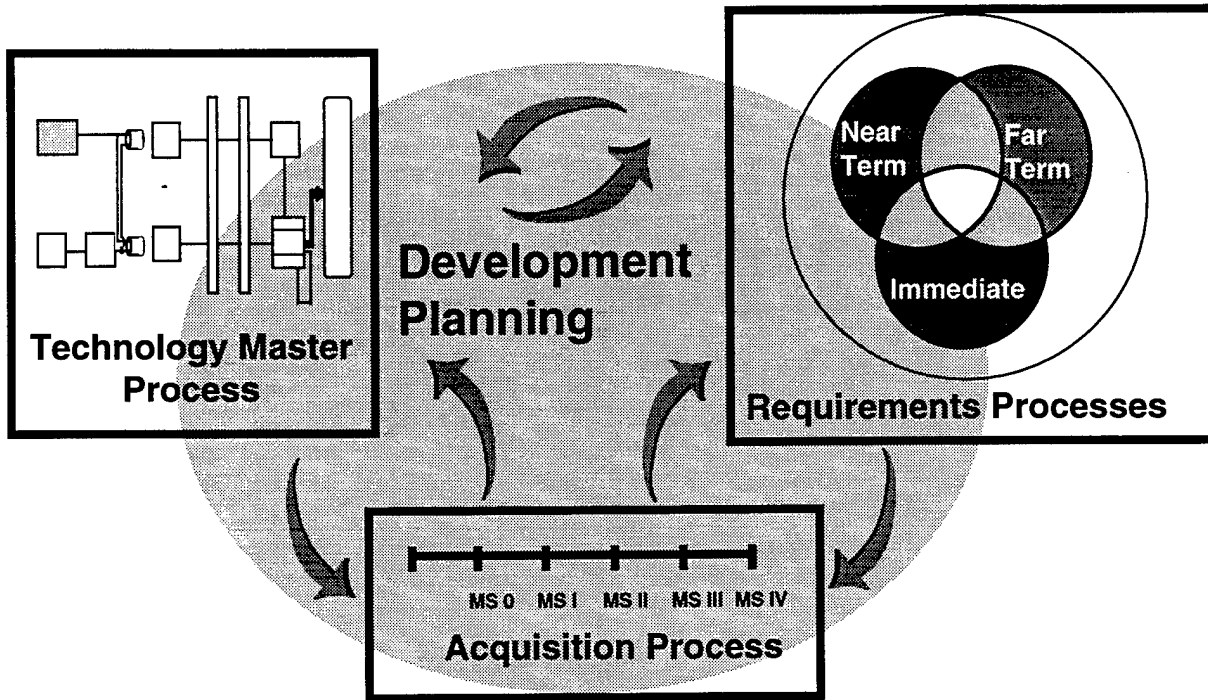 Near
Term
Far
Term
Immediate
Development
Planning
Technology Master
Process
Requirements Processes
MS 0 MS I MS II MS III MS IV
Acquisition Process